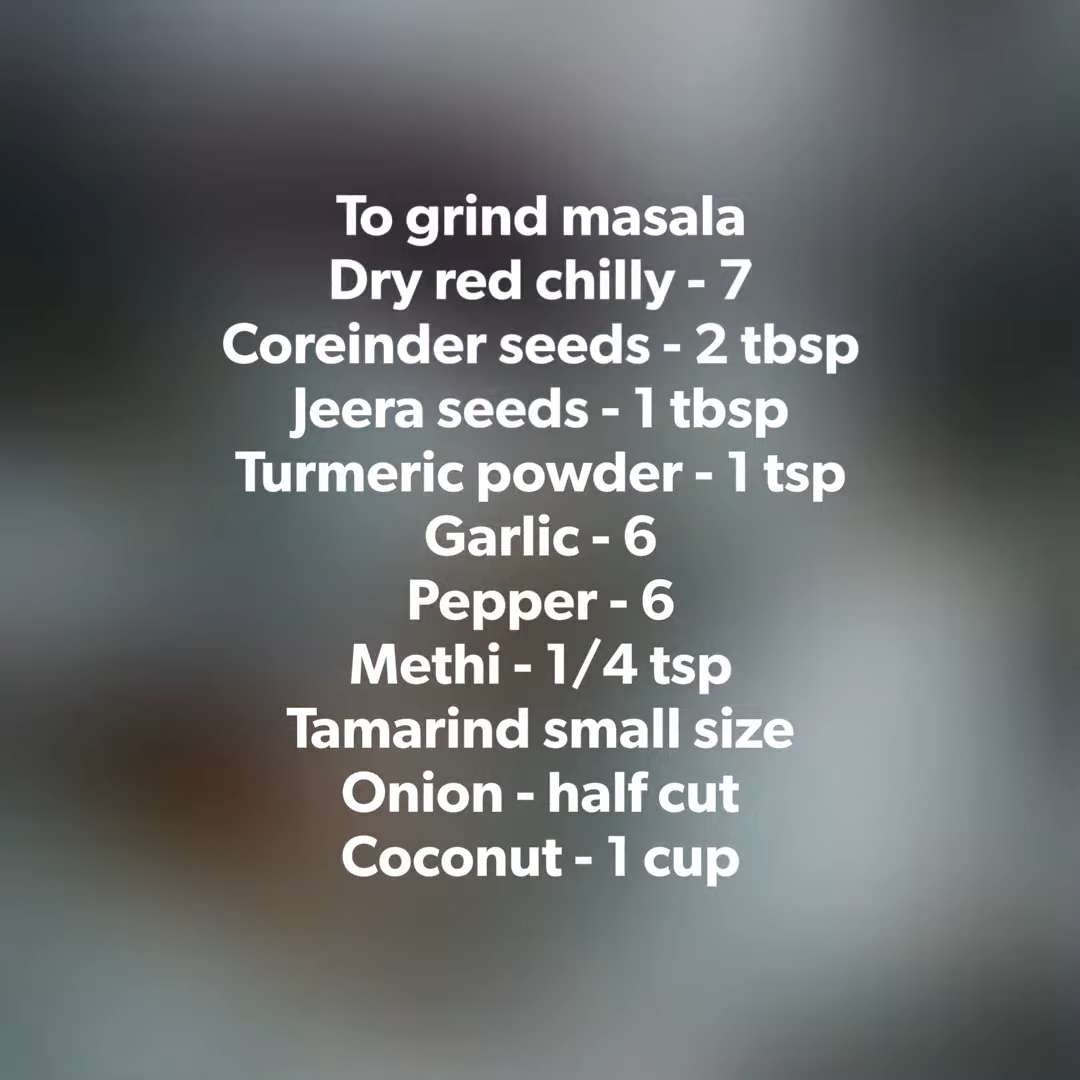 To grind masala
Dry red chilly - 7
Coreinder seeds - 2 tbsp
Jeera seeds - 1 tbsp
Turmeric powder - 1 tsp
Garlic - 6
Pepper - 6
Methi - 1/4 tsp
Tamarind small size
Onion - half cut
Coconut - 1 cup